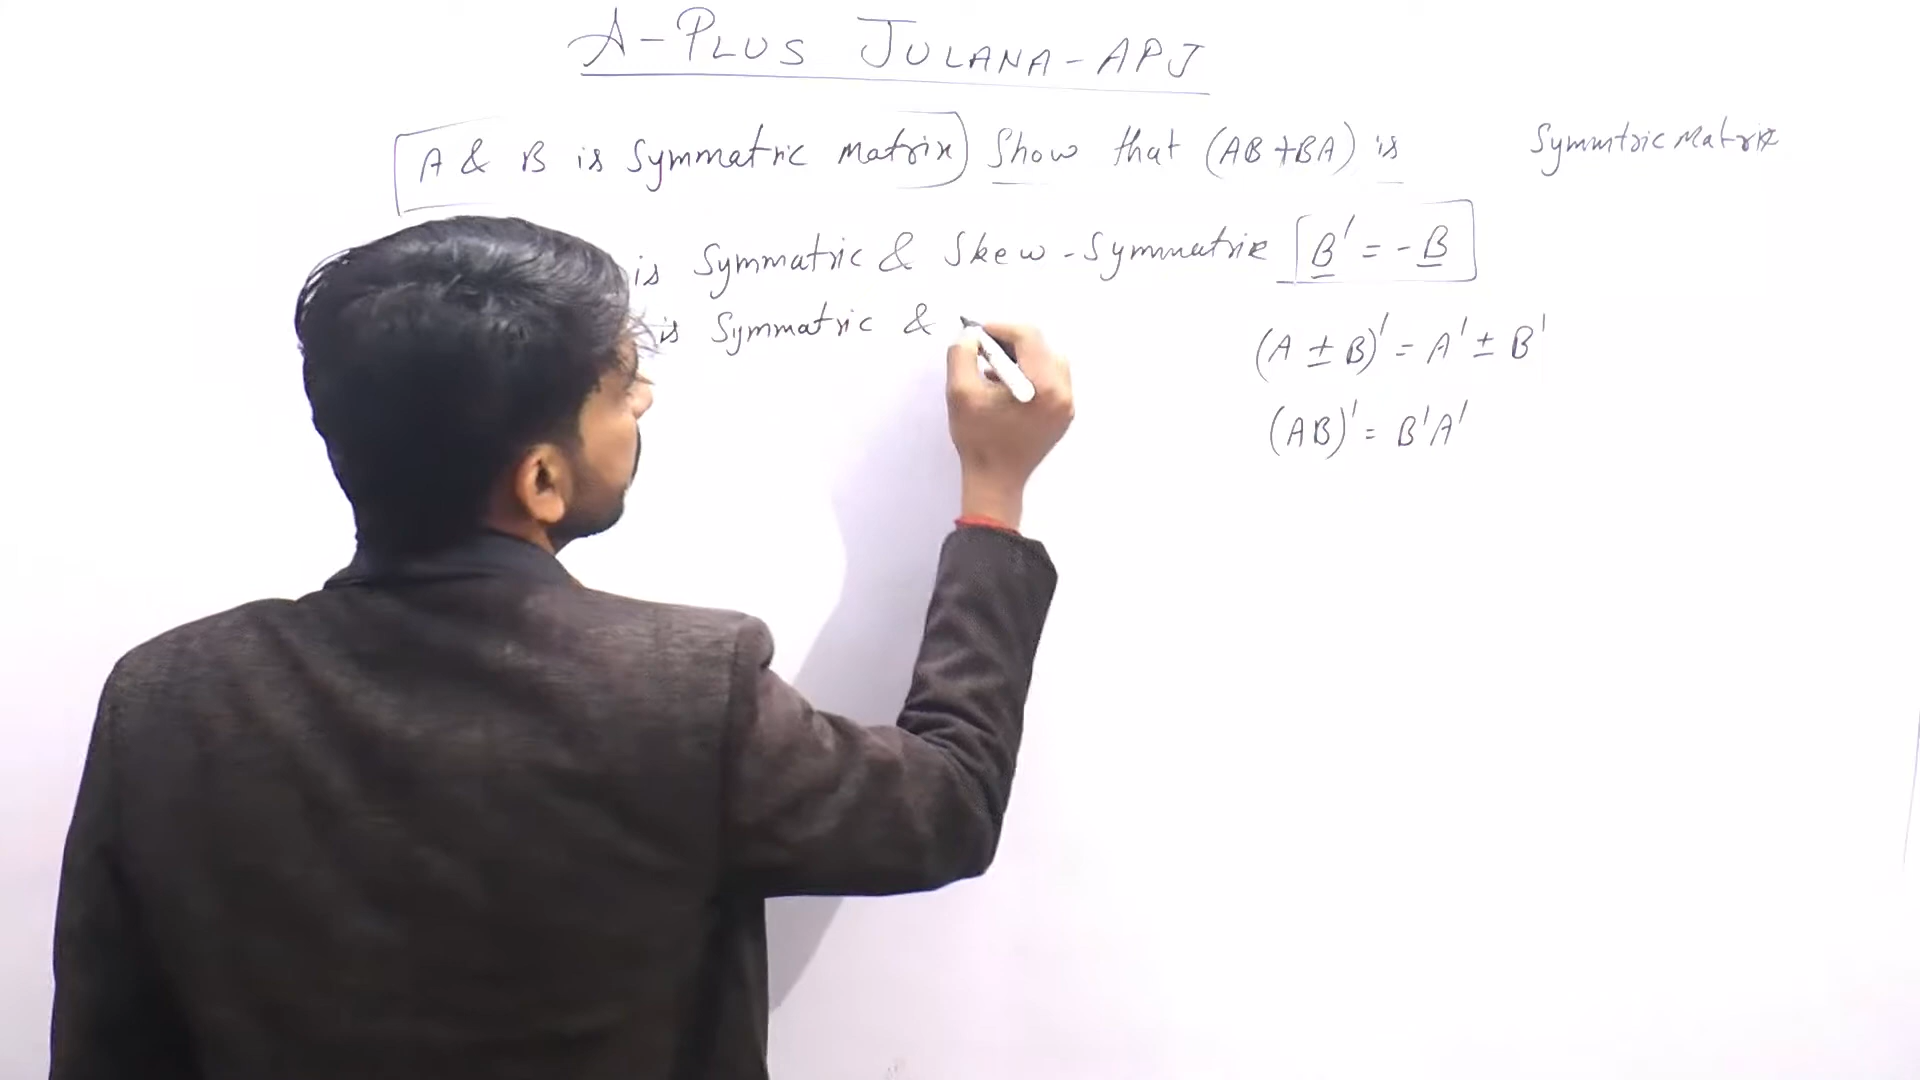 A-PLUS JULANA-APJ
A & B is Symmatric matrix) Show that (AB+BA) is Symmtric Matrix
is Symmatric & Skew-Symmatric B' = -B
is Symmatric &
(A ± B)' = A' ± B'
(AB)' = B'A'